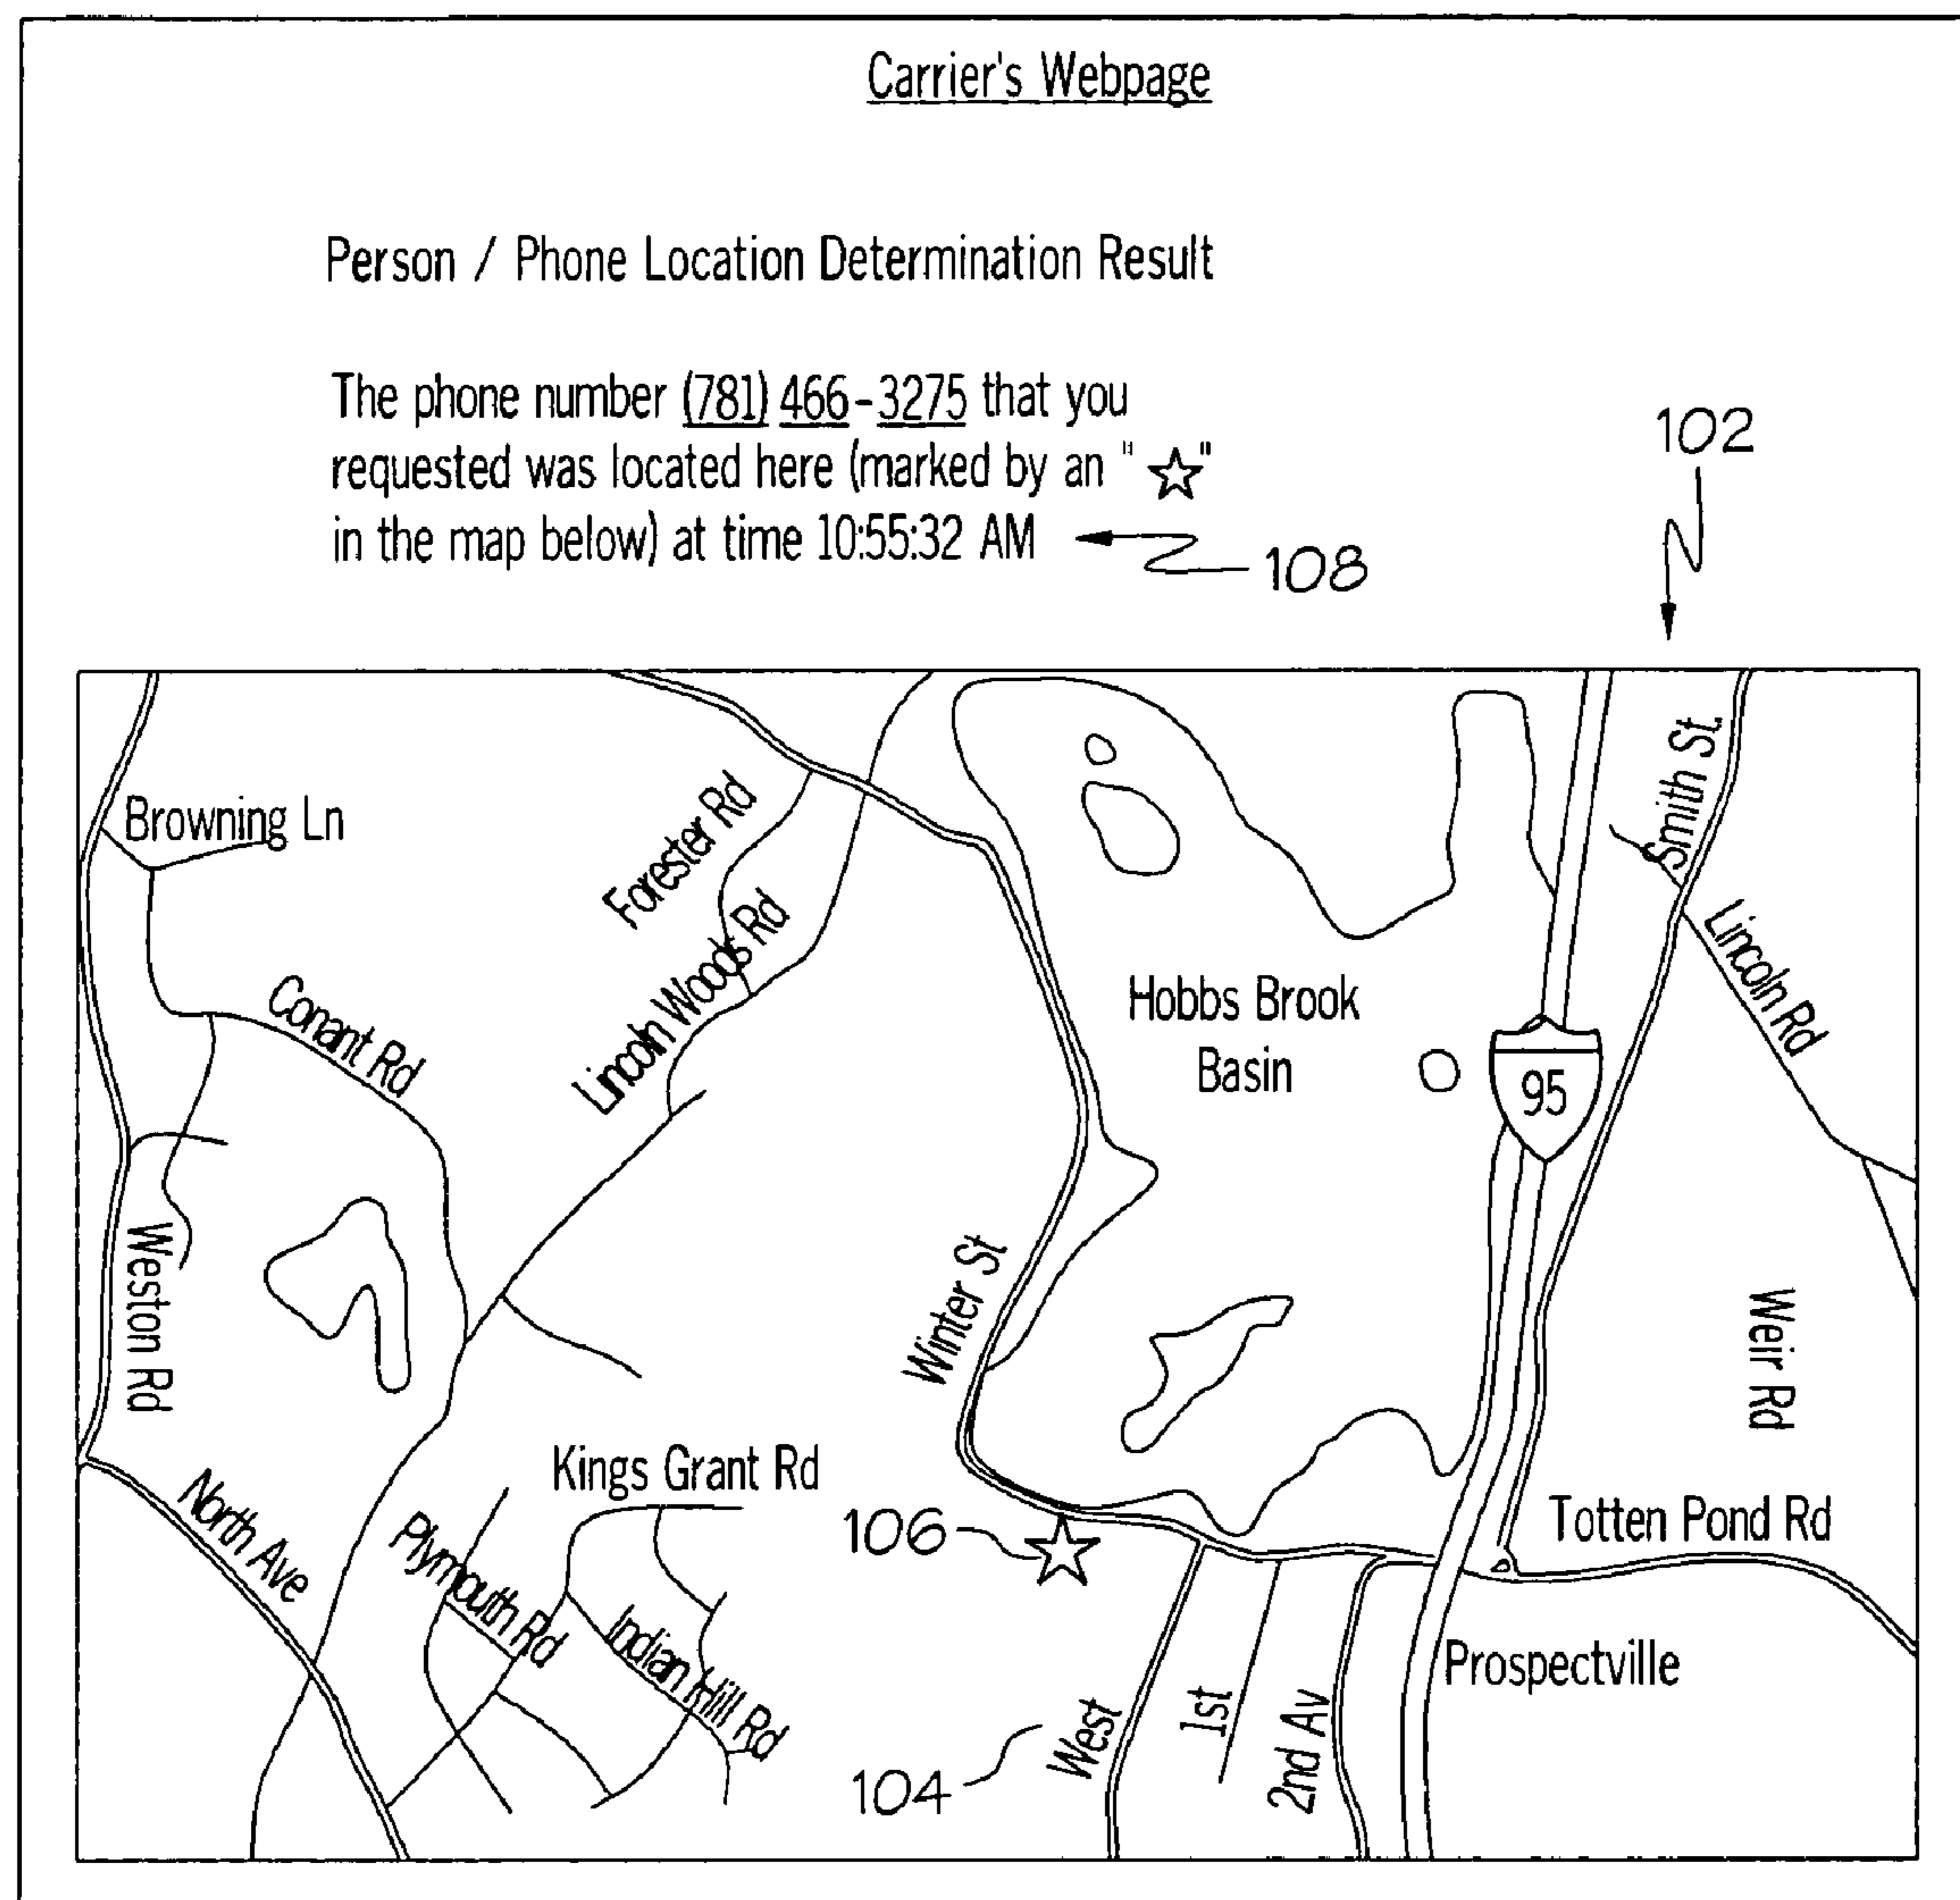 Carrier's Webpage
Person / Phone Location Determination Result
The phone number (781) 466-3275 that you
requested was located here (marked by an "☆"
in the map below) at time 10:55:32 AM
102
108
Smith St.
Browning Ln
Forester Rd
Lincoln Woods Rd
Lincoln Rd
Hobbs Brook
Basin
Conant Rd
95
Weston Rd
Winter St
Weir Rd
Kings Grant Rd
North Ave
Plymouth Rd
106
Totten Pond Rd
Indian Hill Rd
Prospectville
West
1st
2nd Av
104